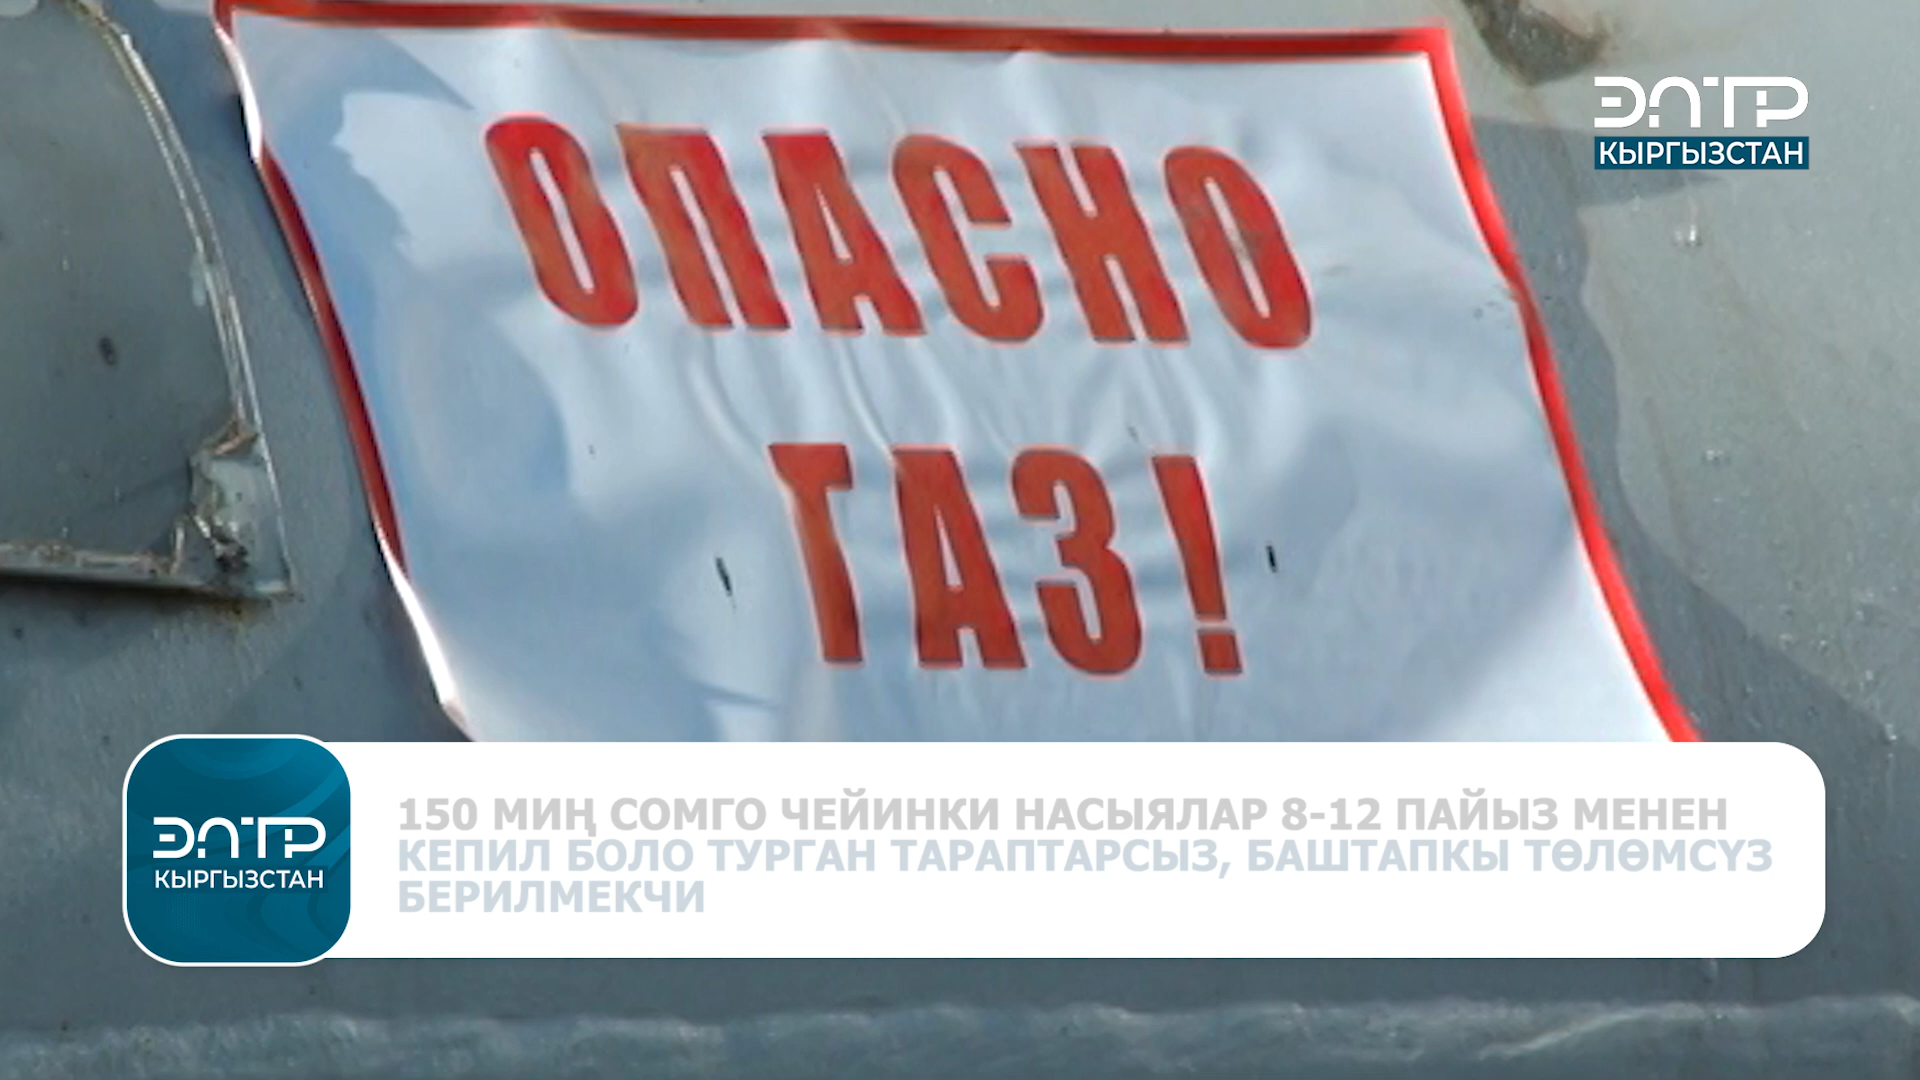 ОПАСНО
ГАЗ!
ЭЛТР
КЫРГЫЗСТАН
ЭЛТР
КЫРГЫЗСТАН
150 МИҢ СОМГО ЧЕЙИНКИ НАСЫЯЛАР 8-12 ПАЙЫЗ МЕНЕН
КЕПИЛ БОЛО ТУРГАН ТАРАПТАРСЫЗ, БАШТАПКЫ ТӨЛӨМСҮЗ
БЕРИЛМЕКЧИ